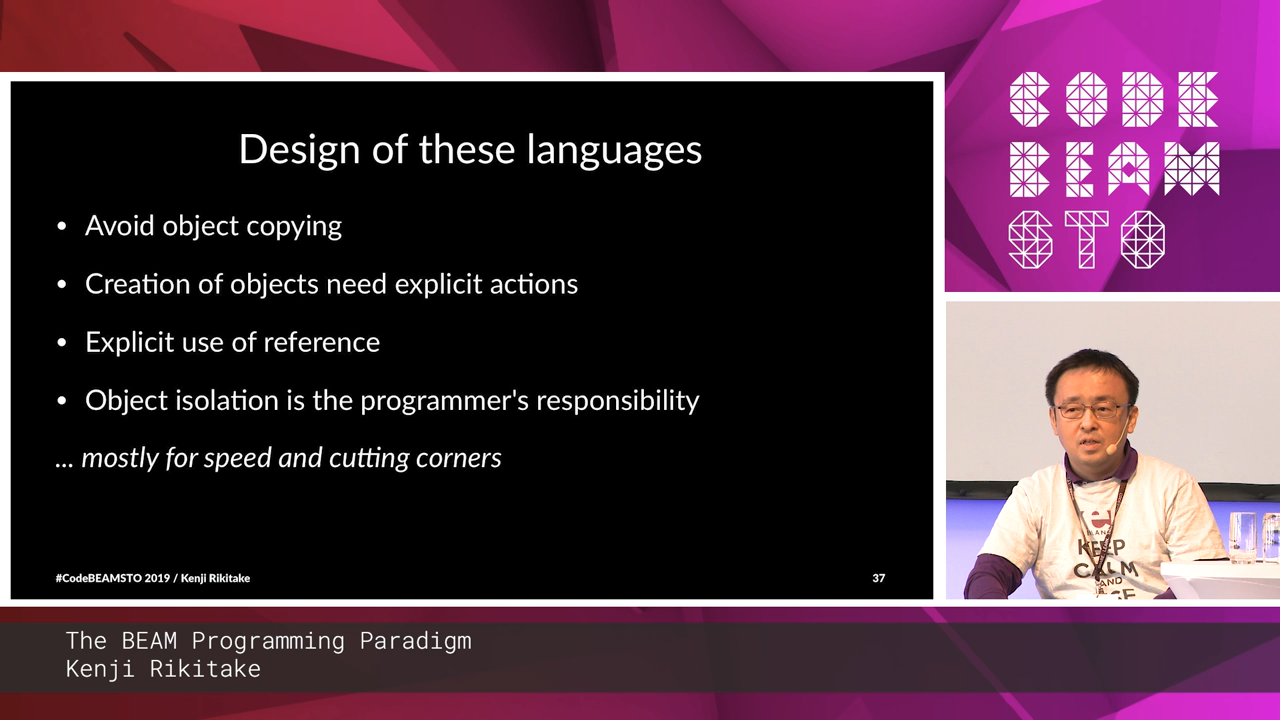 Design of these languages
• Avoid object copying
• Creation of objects need explicit actions
• Explicit use of reference
• Object isolation is the programmer's responsibility
... mostly for speed and cutting corners
#CodeBEAMSTO 2019 / Kenji Rikitake
37
CODE
BEAM
STO
KEEP
CALM
AND
The BEAM Programming Paradigm
Kenji Rikitake